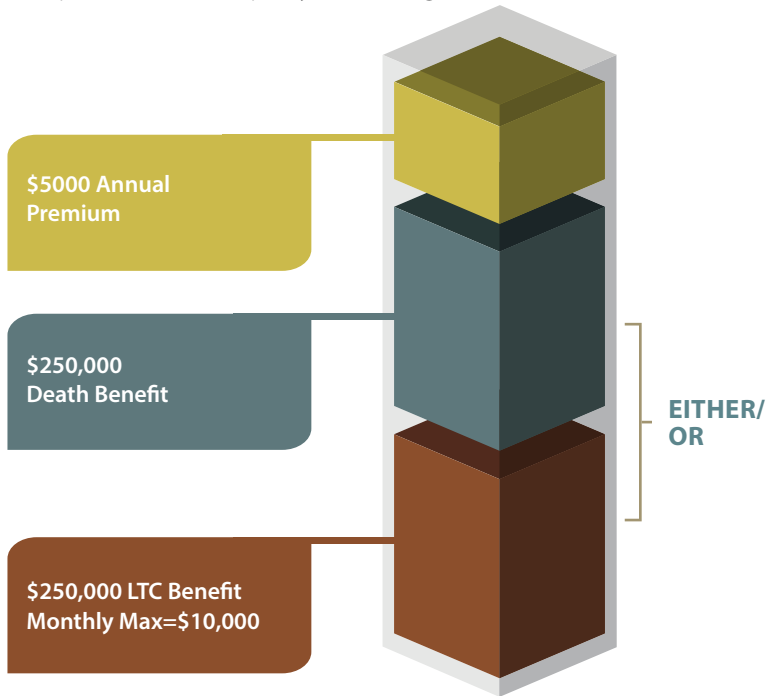 $5000 Annual
Premium
$250,000
Death Benefit
EITHER/
OR
$250,000 LTC Benefit
Monthly Max=$10,000